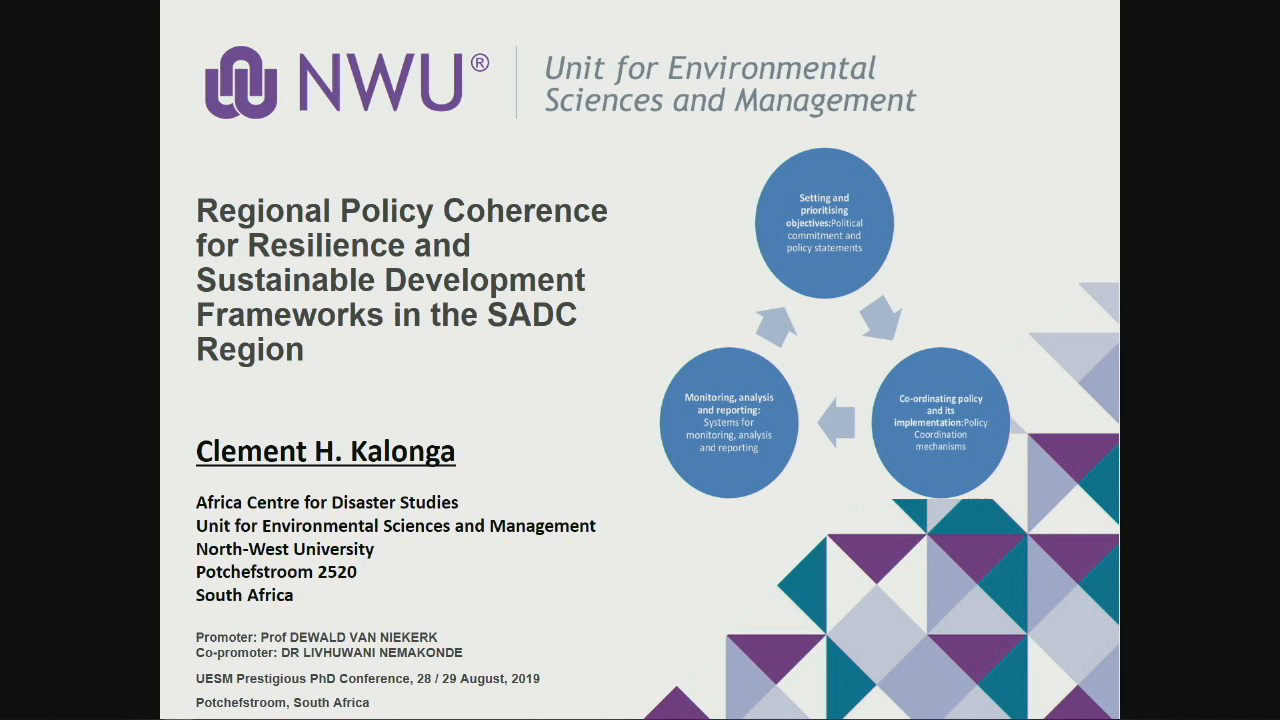 NWU®
Unit for Environmental
Sciences and Management
Regional Policy Coherence
for Resilience and
Sustainable Development
Frameworks in the SADC
Region
Clement H. Kalonga
Africa Centre for Disaster Studies
Unit for Environmental Sciences and Management
North-West University
Potchefstroom 2520
South Africa
Promoter: Prof DEWALD VAN NIEKERK
Co-promoter: DR LIVHUWANI NEMAKONDE
UESM Prestigious PhD Conference, 28 / 29 August, 2019
Potchefstroom, South Africa
Setting and
prioritising
objectives:Political
commitment and
policy statements
Co-ordinating policy
and its
implementation:Policy
Coordination
mechanisms
Monitoring, analysis
and reporting:
Systems for
monitoring, analysis
and reporting